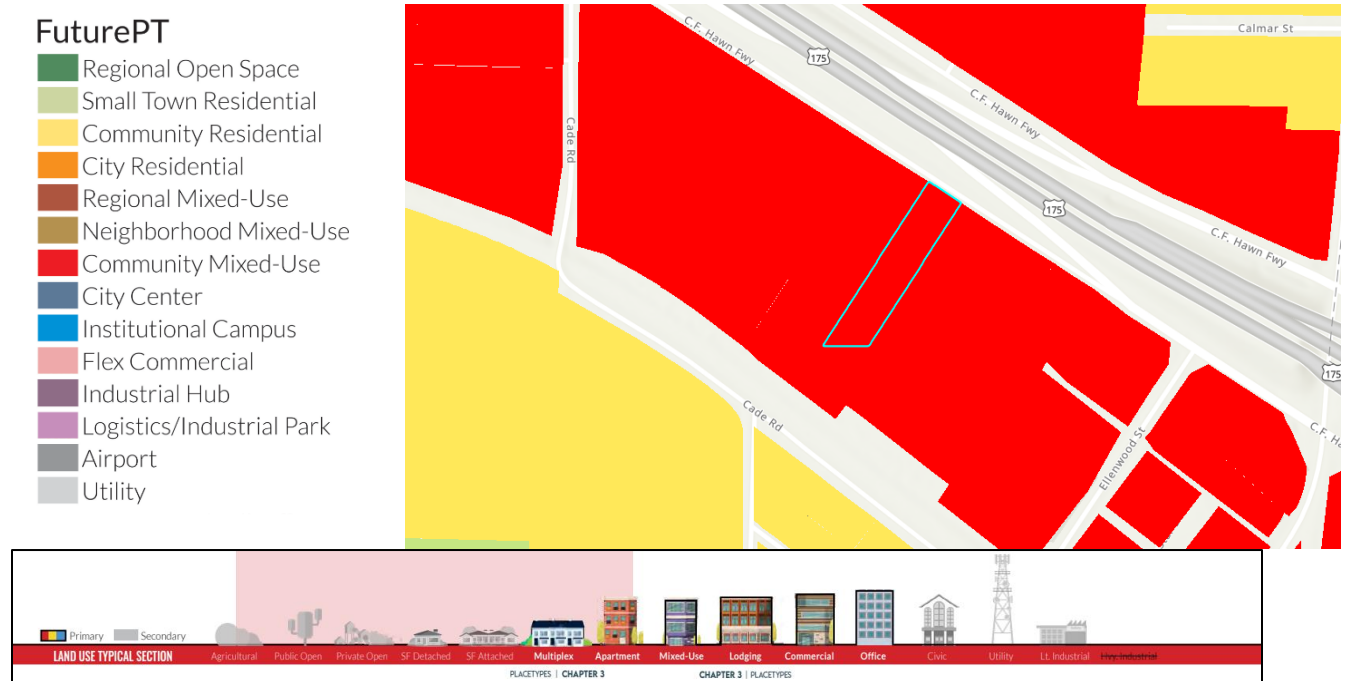 FuturePT
Regional Open Space
Small Town Residential
Community Residential
City Residential
Regional Mixed-Use
Neighborhood Mixed-Use
Community Mixed-Use
City Center
Institutional Campus
Flex Commercial
Industrial Hub
Logistics/Industrial Park
Airport
Utility
C.F. Hawn Fwy
175
Calmar St
C.F. Hawn Fwy
Cade Rd
175
C.F. Hawn Fwy
175
Cade Rd
Ellenwood St
C.F. Ha
Primary Secondary
LAND USE TYPICAL SECTION Agricultural Public Open Private Open SF Detached SF Attached Multiplex Apartment Mixed-Use Lodging Commercial Office Civic Utility Lt. Industrial Hvy. Industrial
PLACETYPES | CHAPTER 3 CHAPTER 3 | PLACETYPES